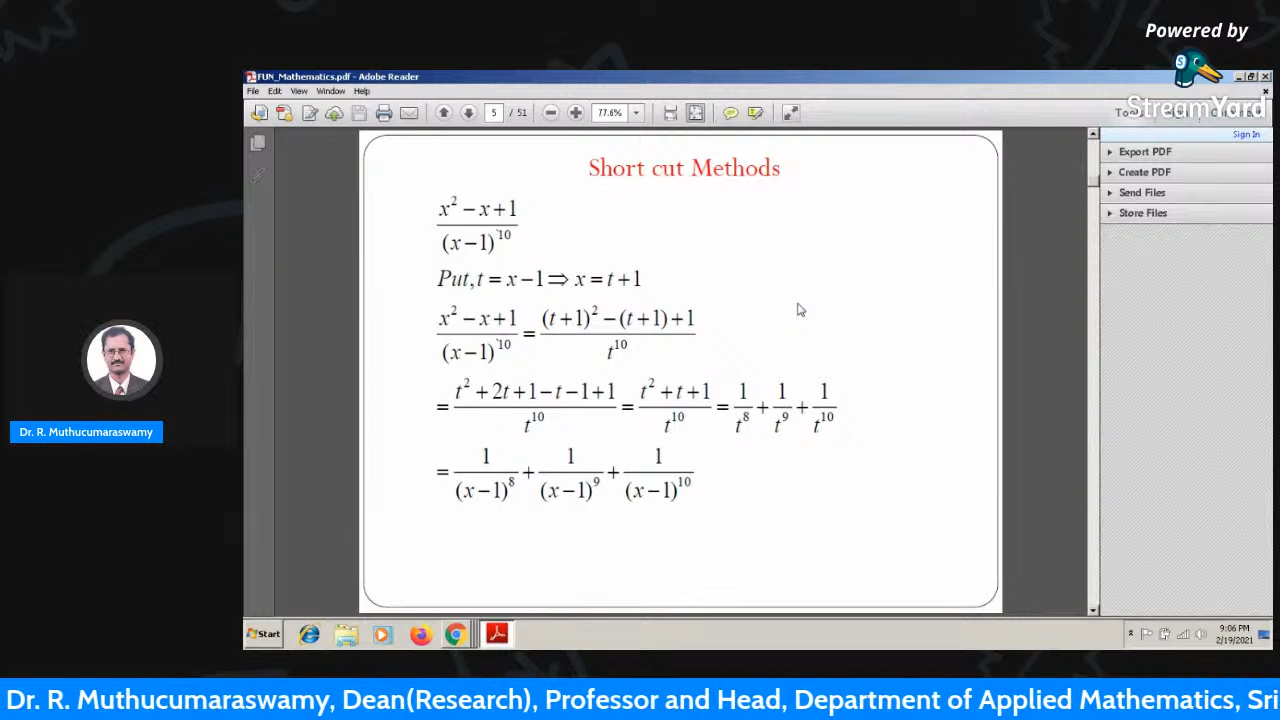 Powered by
StreamYard
FUN_Mathematics.pdf - Adobe Reader
File Edit View Window Help
5 / 51 77.6%
Sign In
Export PDF
Create PDF
Send Files
Store Files
Short cut Methods
x² − x + 1 / (x − 1)¹⁰
Put, t = x − 1 ⇒ x = t + 1
x² − x + 1 / (x − 1)¹⁰ = (t + 1)² − (t + 1) + 1 / t¹⁰
= t² + 2t + 1 − t − 1 + 1 / t¹⁰ = t² + t + 1 / t¹⁰ = 1 / t⁸ + 1 / t⁹ + 1 / t¹⁰
= 1 / (x − 1)⁸ + 1 / (x − 1)⁹ + 1 / (x − 1)¹⁰
Dr. R. Muthucumaraswamy
Start
9:06 PM
2/19/2021
Dr. R. Muthucumaraswamy, Dean(Research), Professor and Head, Department of Applied Mathematics, Sri